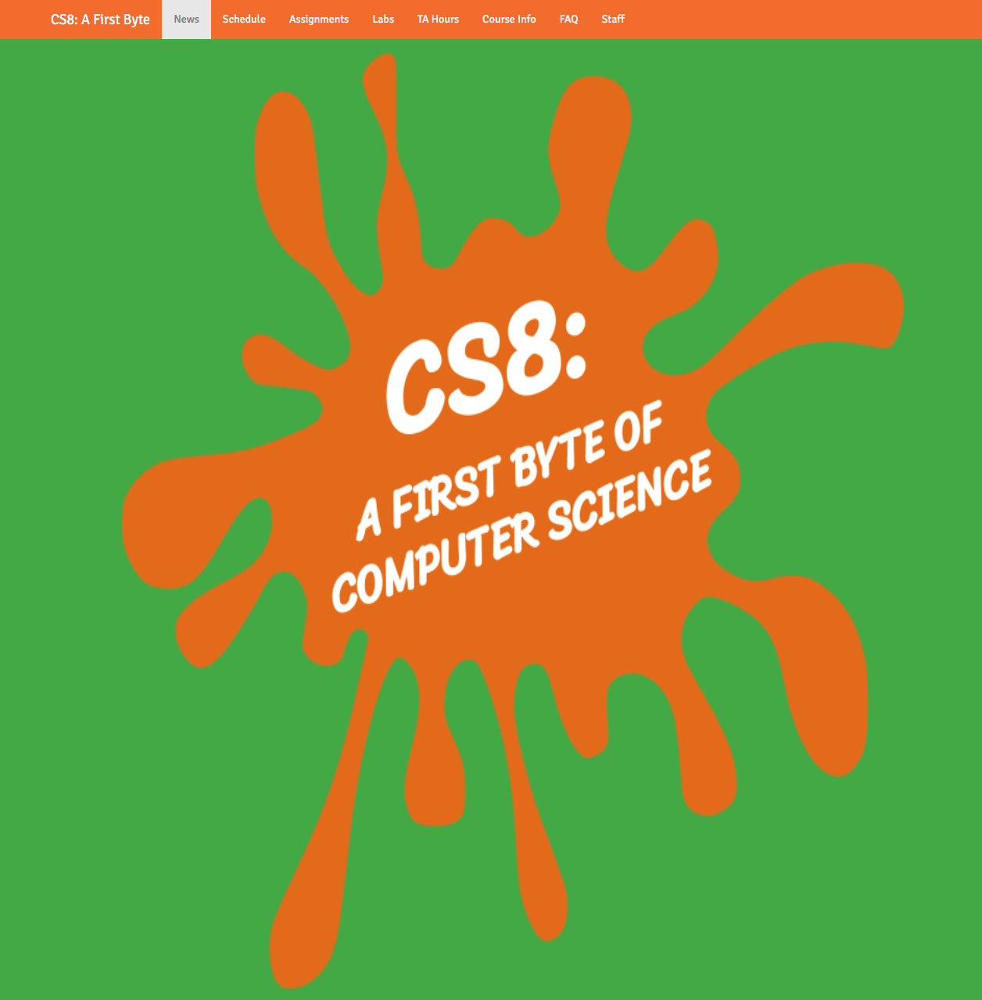 CS8: A First Byte News Schedule Assignments Labs TA Hours Course Info FAQ Staff
CS8:
A FIRST BYTE OF
COMPUTER SCIENCE